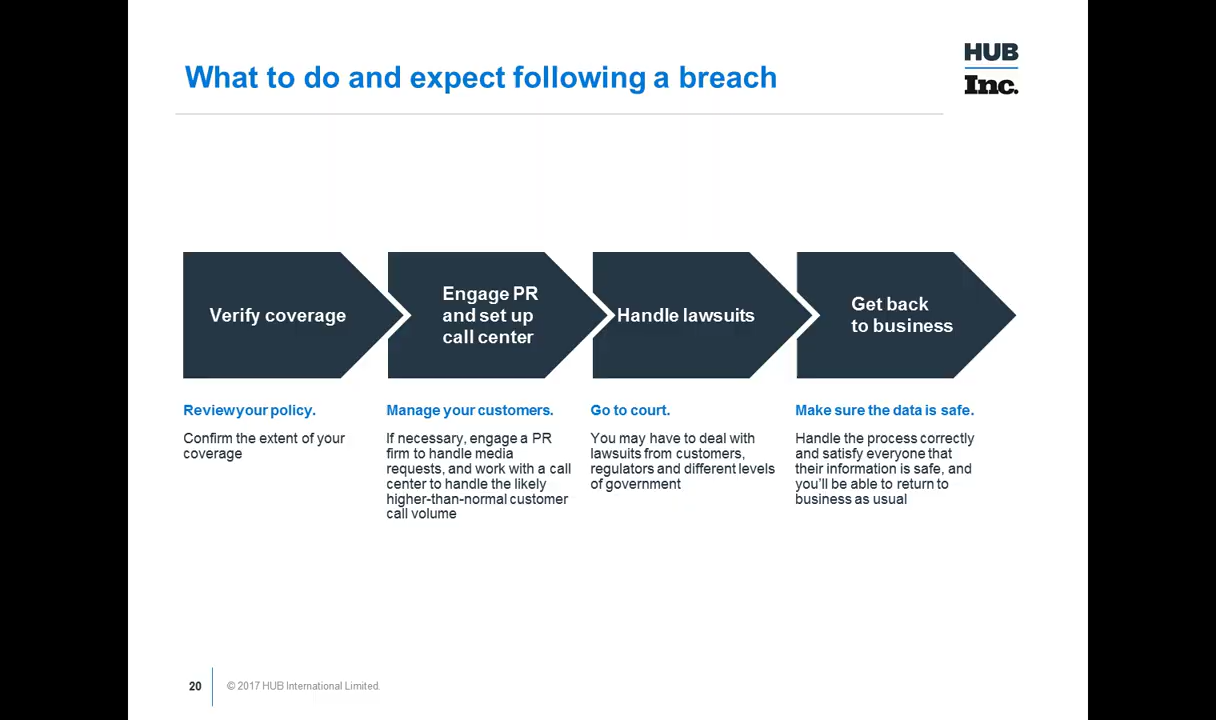 What to do and expect following a breach
HUB
Inc.
Verify coverage
Engage PR
and set up
call center
Handle lawsuits
Get back
to business
Reviewyour policy.
Confirm the extent of your
coverage
Manage your customers.
If necessary, engage a PR
firm to handle media
requests, and work with a call
center to handle the likely
higher-than-normal customer
call volume
Go to court.
You may have to deal with
lawsuits from customers,
regulators and different levels
of government
Make sure the data is safe.
Handle the process correctly
and satisfy everyone that
their information is safe, and
you'll be able to return to
business as usual
20
© 2017 HUB International Limited.